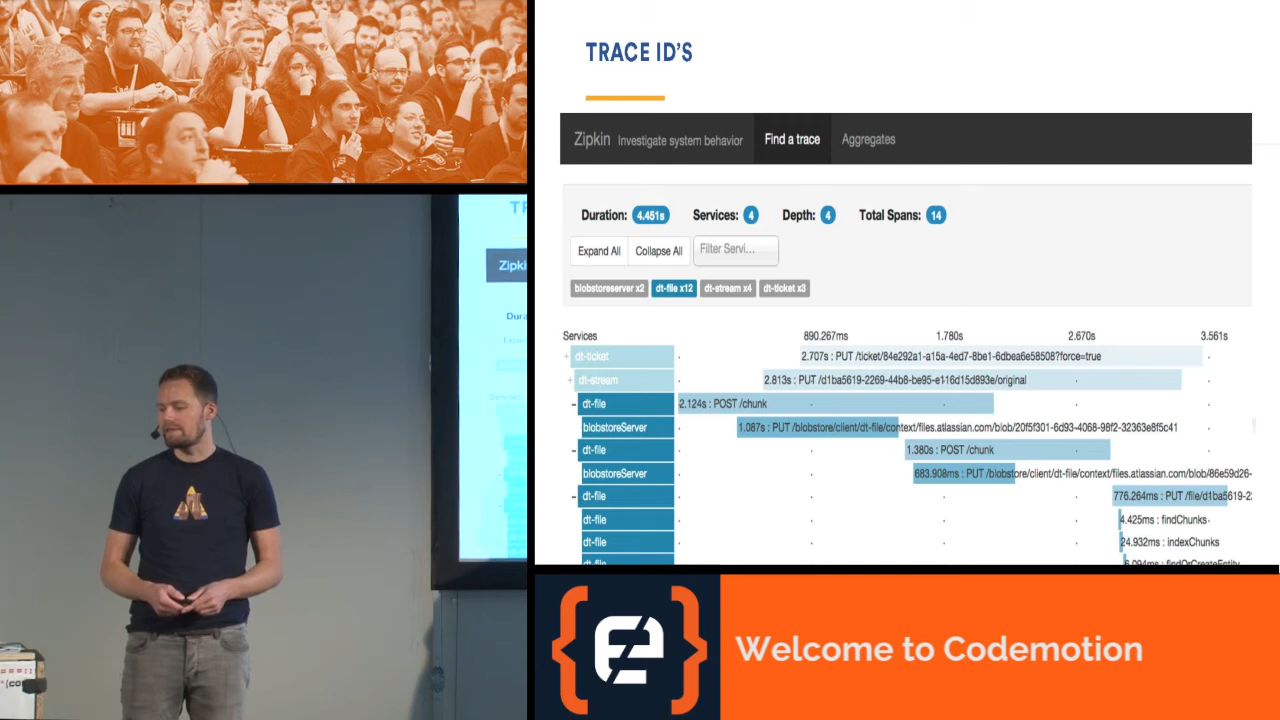 TRACE ID'S
Zipkin Investigate system behavior Find a trace Aggregates
Duration: 4.451s Services: 4 Depth: 4 Total Spans: 14
Expand All Collapse All Filter Servi...
blobstoreserver x2 dt-file x12 dt-stream x4 dt-ticket x3
Services 890.267ms 1.780s 2.670s 3.561s
+ dt-ticket 2.707s : PUT /ticket/84e292a1-a15a-4ed7-8be1-6dbea6e58508?force=true
+ dt-stream 2.813s : PUT /d1ba5619-2269-44b8-be95-e116d15d893e/original
- dt-file 2.124s : POST /chunk
blobstoreServer 1.087s : PUT /blobstore/client/dt-file/context/files.atlassian.com/blob/20f5f301-6d93-4068-98f2-32363e8f5c41
- dt-file 1.380s : POST /chunk
blobstoreServer 683.908ms : PUT /blobstore/client/dt-file/context/files.atlassian.com/blob/86e59d26-
- dt-file 776.264ms : PUT /file/d1ba5619-2
dt-file 4.425ms : findChunks
dt-file 24.932ms : indexChunks
dt-file 6.094ms : findOrCreateEntity
Zipki
Dura
Welcome to Codemotion